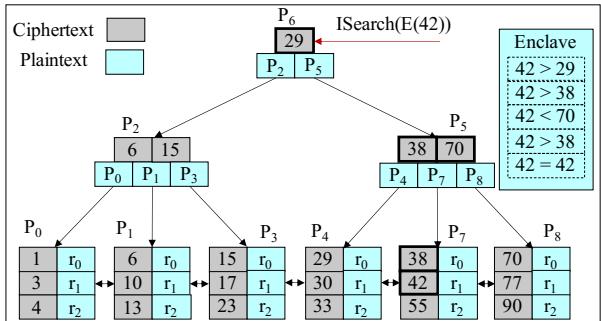 Ciphertext
Plaintext
P6
29
ISearch(E(42))
P2 P5
Enclave
42 > 29
42 > 38
42 < 70
42 > 38
42 = 42
P2
6 15
P0 P1 P3
P5
38 70
P4 P7 P8
P0 P1 P3 P4 P7 P8
1 r0 6 r0 15 r0 29 r0 38 r0 70 r0
3 r1 10 r1 17 r1 30 r1 42 r1 77 r1
4 r2 13 r2 23 r2 33 r2 55 r2 90 r2